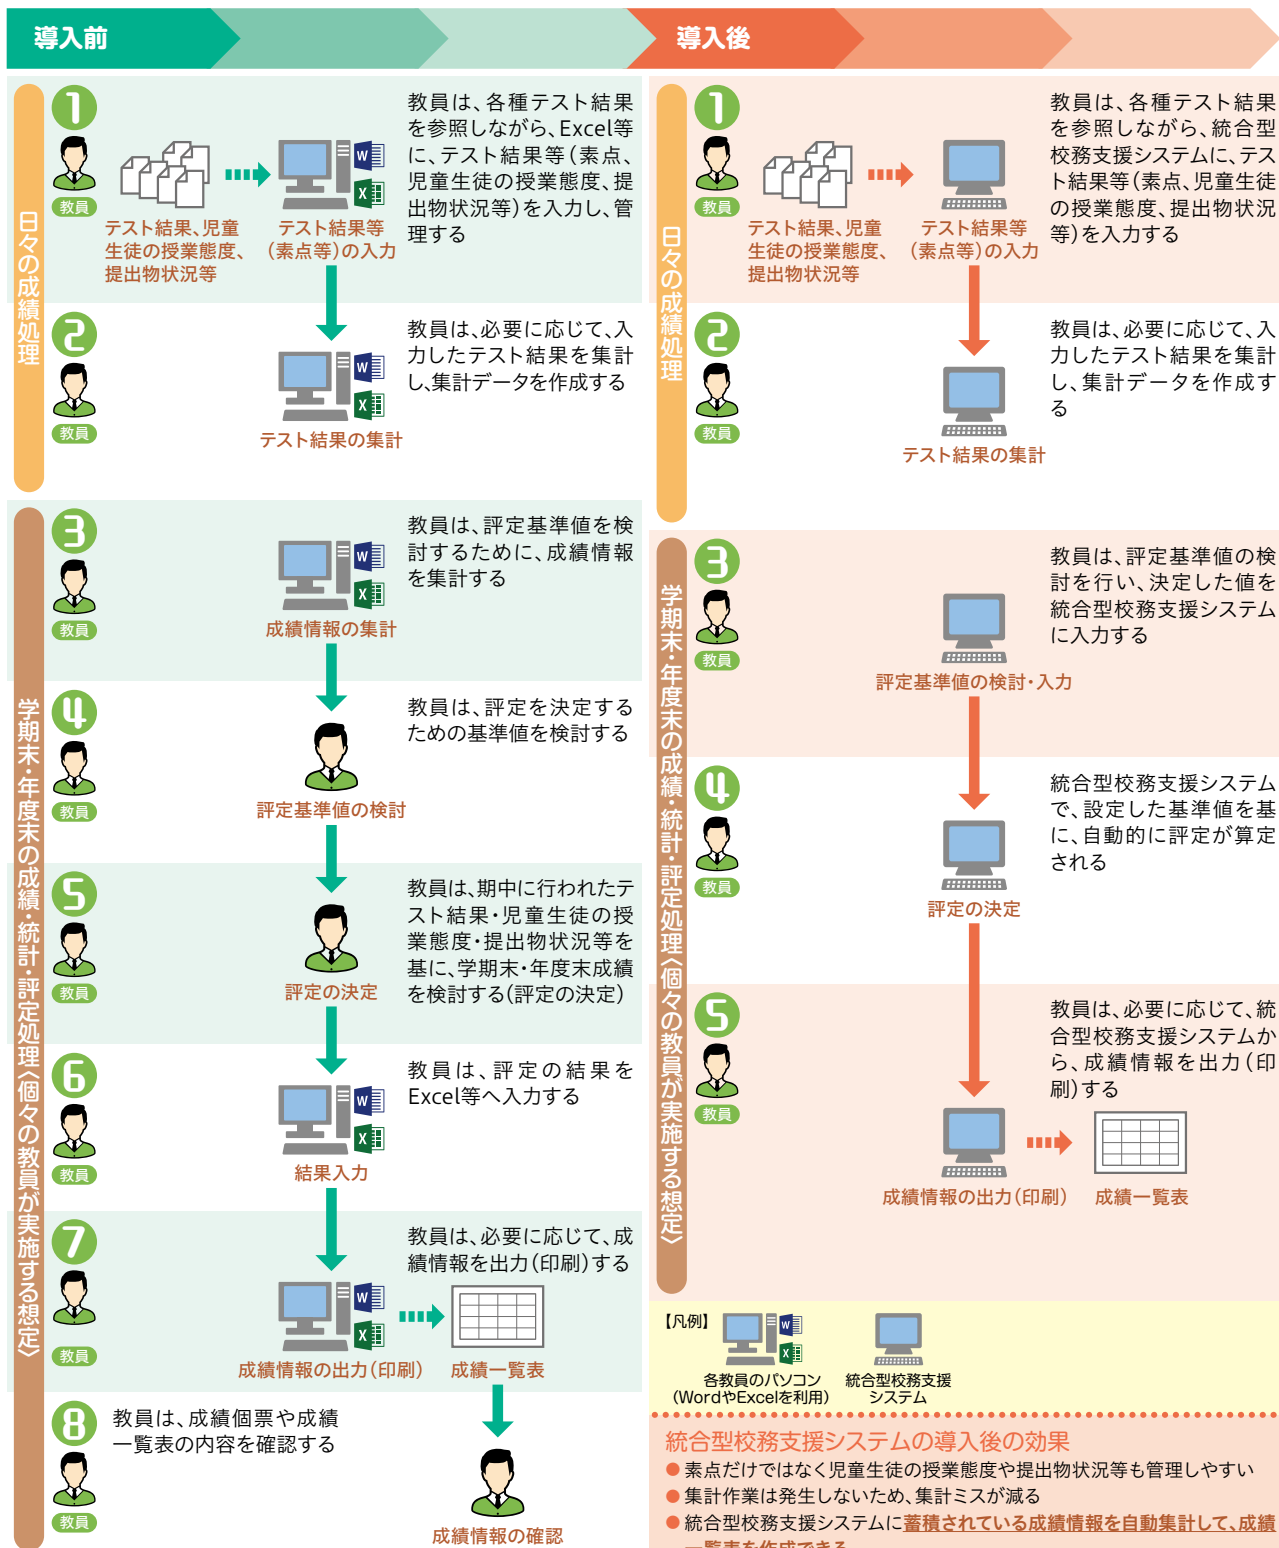 導入前
日々の成績処理
1
教員
テスト結果、児童
生徒の授業態度、
提出物状況等
テスト結果等
(素点等)の入力
教員は、各種テスト結果
を参照しながら、Excel等
に、テスト結果等(素点、
児童生徒の授業態度、提
出物状況等)を入力し、管
理する
2
教員
テスト結果の集計
教員は、必要に応じて、入
力したテスト結果を集計
し、集計データを作成する
学期末・年度末の成績・統計・評定処理〈個々の教員が実施する想定〉
3
教員
成績情報の集計
教員は、評定基準値を検
討するために、成績情報
を集計する
4
教員
評定基準値の検討
教員は、評定を決定する
ための基準値を検討する
5
教員
評定の決定
教員は、期中に行われたテ
スト結果・児童生徒の授
業態度・提出物状況等を
基に、学期末・年度末成績
を検討する(評定の決定)
6
教員
結果入力
教員は、評定の結果を
Excel等へ入力する
7
教員
成績情報の出力(印刷)
成績一覧表
教員は、必要に応じて、成
績情報を出力(印刷)する
8
教員
教員は、成績個票や成績
一覧表の内容を確認する
成績情報の確認
導入後
日々の成績処理
1
教員
テスト結果、児童
生徒の授業態度、
提出物状況等
テスト結果等
(素点等)の入力
教員は、各種テスト結果
を参照しながら、統合型
校務支援システムに、テス
ト結果等(素点、児童生徒
の授業態度、提出物状況
等)を入力する
2
教員
テスト結果の集計
教員は、必要に応じて、入
力したテスト結果を集計
し、集計データを作成す
る
学期末・年度末の成績・統計・評定処理〈個々の教員が実施する想定〉
3
教員
評定基準値の検討・入力
教員は、評定基準値の検
討を行い、決定した値を
統合型校務支援システム
に入力する
4
教員
評定の決定
統合型校務支援システム
で、設定した基準値を基
に、自動的に評定が算定
される
5
教員
成績情報の出力(印刷)
成績一覧表
教員は、必要に応じて、統
合型校務支援システムか
ら、成績情報を出力(印
刷)する
【凡例】
各教員のパソコン
(WordやExcelを利用)
統合型校務支援
システム
統合型校務支援システムの導入後の効果
● 素点だけではなく児童生徒の授業態度や提出物状況等も管理しやすい
● 集計作業は発生しないため、集計ミスが減る
● 統合型校務支援システムに蓄積されている成績情報を自動集計して、成績
一覧表を作成できる